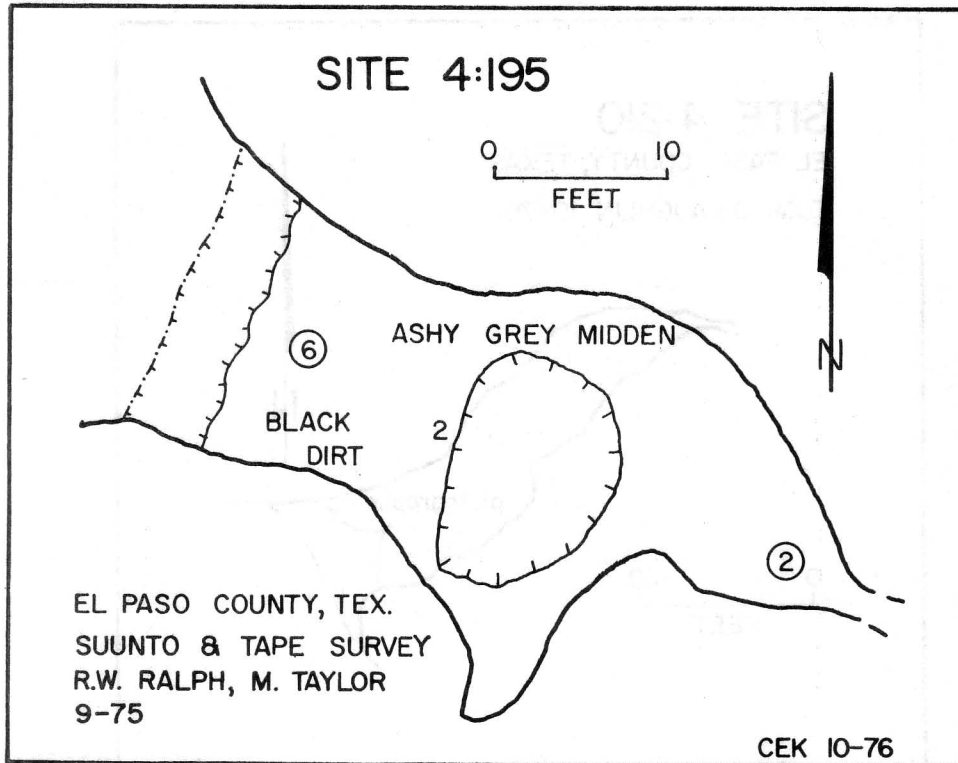 SITE 4:195
0 10
FEET
N
ASHY GREY MIDDEN
6
BLACK
DIRT
2
2
EL PASO COUNTY, TEX.
SUUNTO & TAPE SURVEY
R.W. RALPH, M. TAYLOR
9-75
CEK 10-76